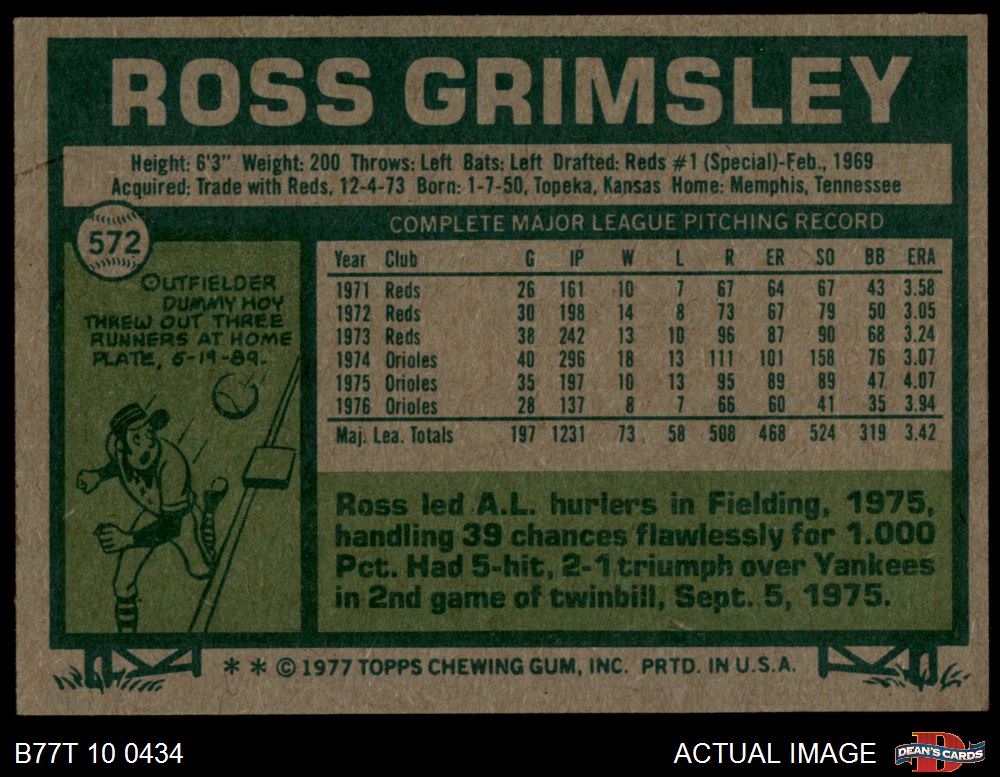 ROSS GRIMSLEY
Height: 6'3" Weight: 200 Throws: Left Bats: Left Drafted: Reds #1 (Special)-Feb., 1969
Acquired: Trade with Reds, 12-4-73 Born: 1-7-50, Topeka, Kansas Home: Memphis, Tennessee
572
OUTFIELDER
DUMMY HOY
THREW OUT THREE
RUNNERS AT HOME
PLATE, 6-19-89.
COMPLETE MAJOR LEAGUE PITCHING RECORD
Year Club G IP W L R ER SO BB ERA
1971 Reds 26 161 10 7 67 64 67 43 3.58
1972 Reds 30 198 14 8 73 67 79 50 3.05
1973 Reds 38 242 13 10 96 87 90 68 3.24
1974 Orioles 40 296 18 13 111 101 158 76 3.07
1975 Orioles 35 197 10 13 95 89 89 47 4.07
1976 Orioles 28 137 8 7 66 60 41 35 3.94
Maj. Lea. Totals 197 1231 73 58 508 468 524 319 3.42
Ross led A.L. hurlers in Fielding, 1975,
handling 39 chances flawlessly for 1.000
Pct. Had 5-hit, 2-1 triumph over Yankees
in 2nd game of twinbill, Sept. 5, 1975.
* * © 1977 TOPPS CHEWING GUM, INC. PRTD. IN U.S.A.
B77T 10 0434
ACTUAL IMAGE
D
DEAN'S CARDS